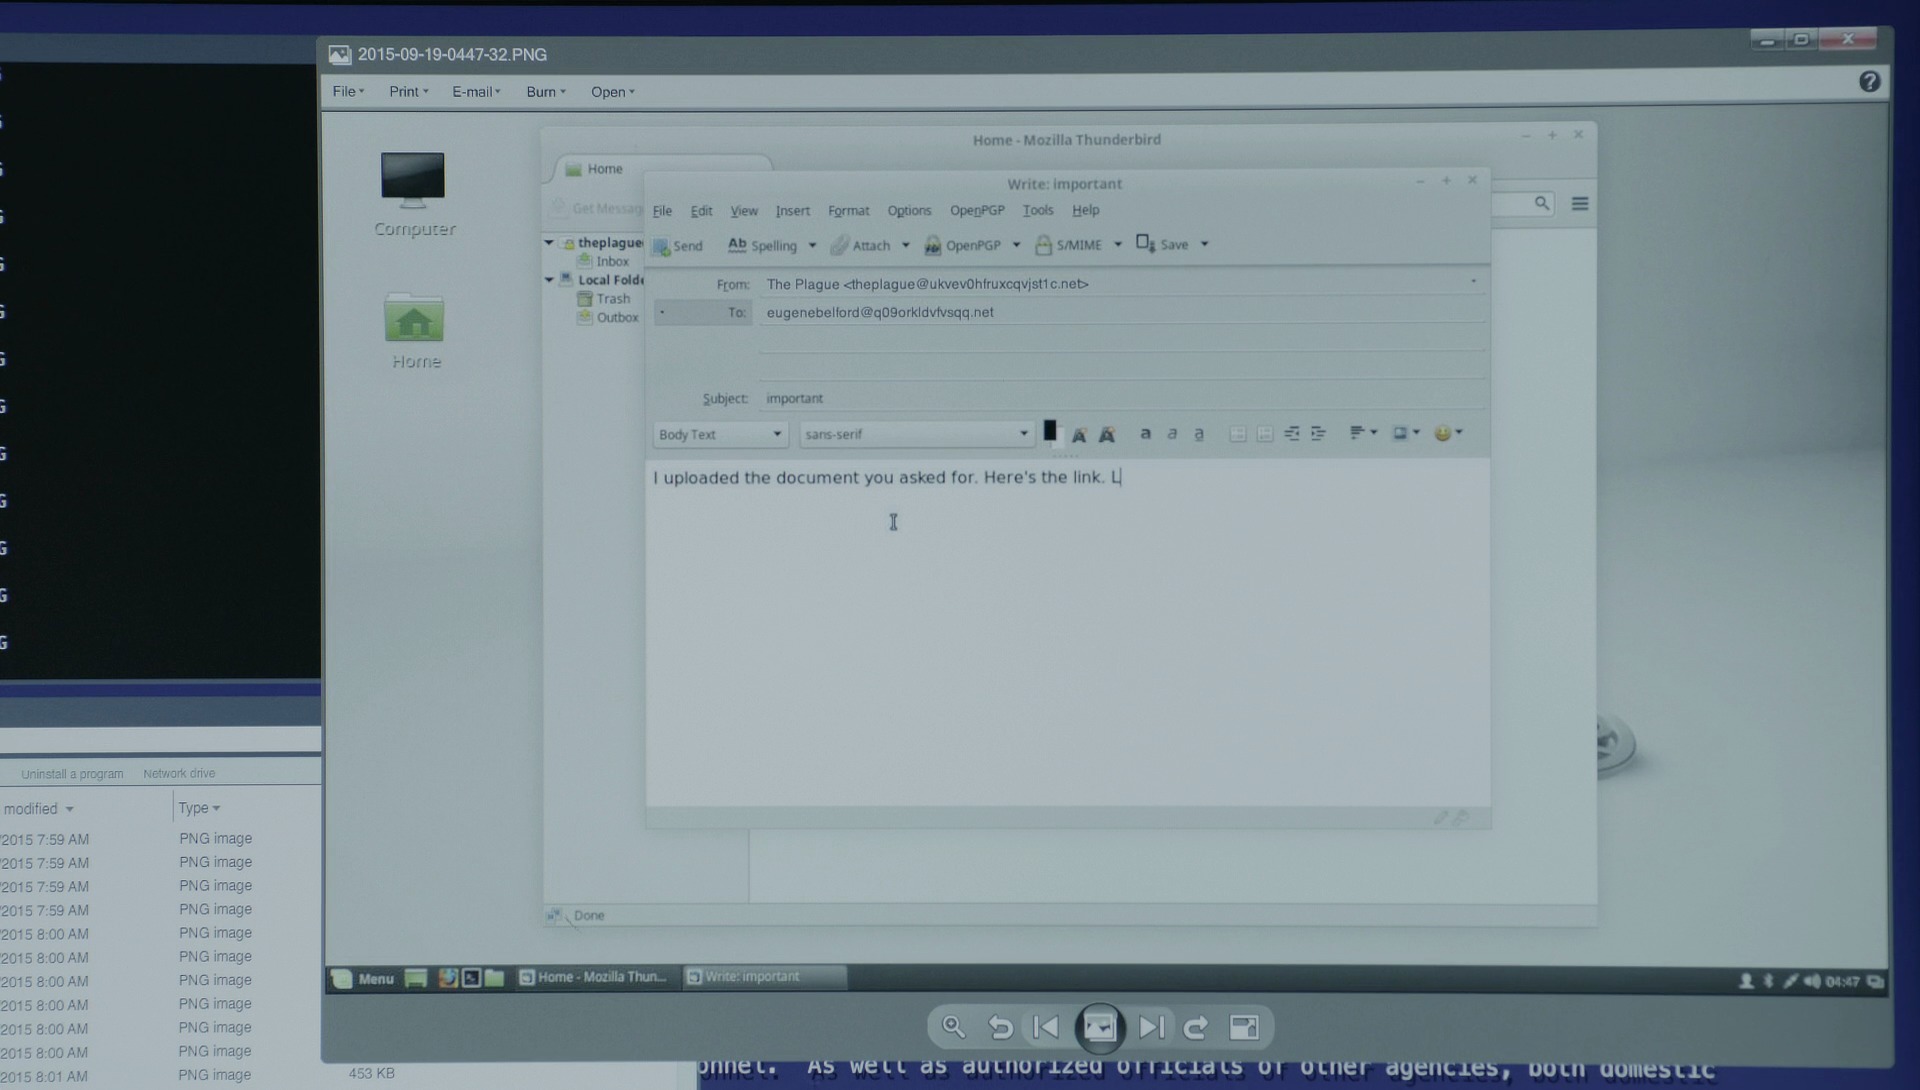 2015-09-19-0447-32.PNG
File Print E-mail Burn Open
Computer
Home
Home - Mozilla Thunderbird
Home
Write: important
Get Messag
File Edit View Insert Format Options OpenPGP Tools Help
theplague
Send Ab Spelling Attach OpenPGP S/MIME Save
Inbox
Local Folde
Trash
Outbox
From: The Plague <theplague@ukvev0hfruxcqvjst1c.net>
To: eugenebelford@q09orkldvfvsqq.net
Subject: important
Body Text sans-serif
I uploaded the document you asked for. Here's the link. L
Done
Menu Home - Mozilla Thun... Write: important 04:47
G
G
G
G
G
G
G
G
G
G
G
G
G
Uninstall a program Network drive
modified Type
/2015 7:59 AM PNG image
/2015 7:59 AM PNG image
/2015 7:59 AM PNG image
/2015 7:59 AM PNG image
/2015 8:00 AM PNG image
/2015 8:00 AM PNG image
/2015 8:00 AM PNG image
/2015 8:00 AM PNG image
/2015 8:00 AM PNG image
/2015 8:00 AM PNG image
/2015 8:01 AM PNG image 453 KB
onnel. As well as authorized officials of other agencies, both domestic